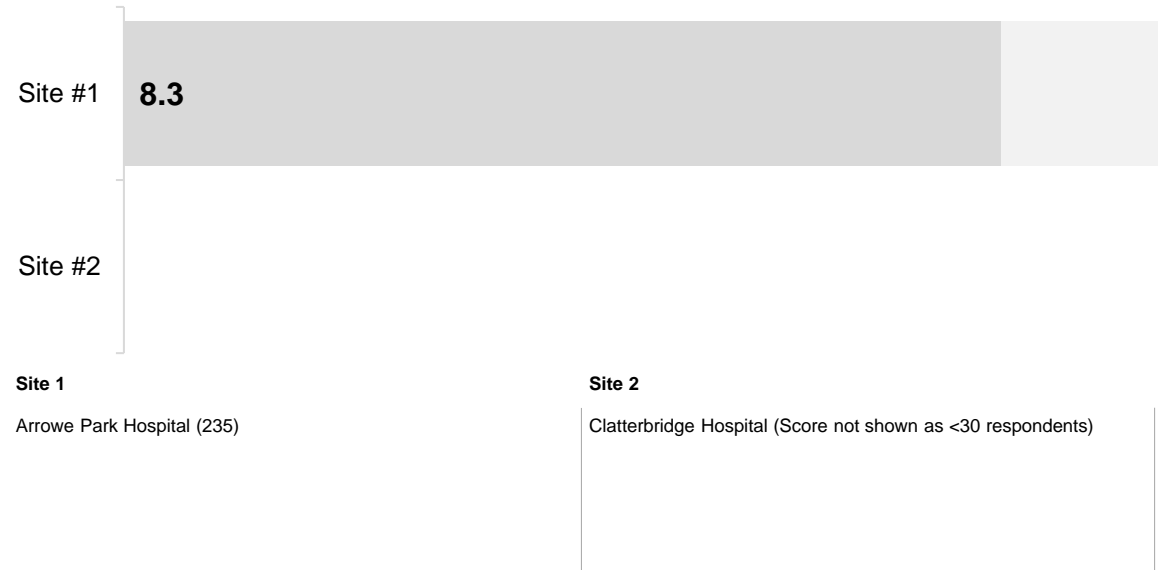 Site #1
8.3
Site #2
Site 1
Site 2
Arrowe Park Hospital (235)
Clatterbridge Hospital (Score not shown as <30 respondents)